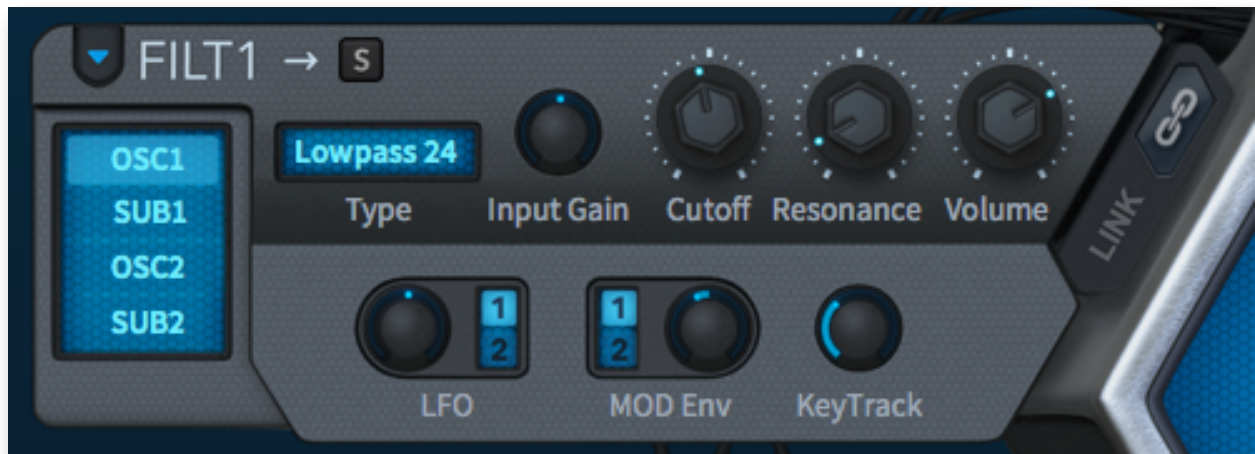 FILT1 → S
OSC1
SUB1
OSC2
SUB2
Lowpass 24
Type
Input Gain
Cutoff
Resonance
Volume
LINK
1
2
LFO
1
2
MOD Env
KeyTrack